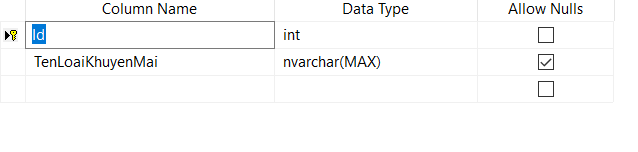 Column Name Data Type Allow Nulls
Id int
TenLoaiKhuyenMai nvarchar(MAX)